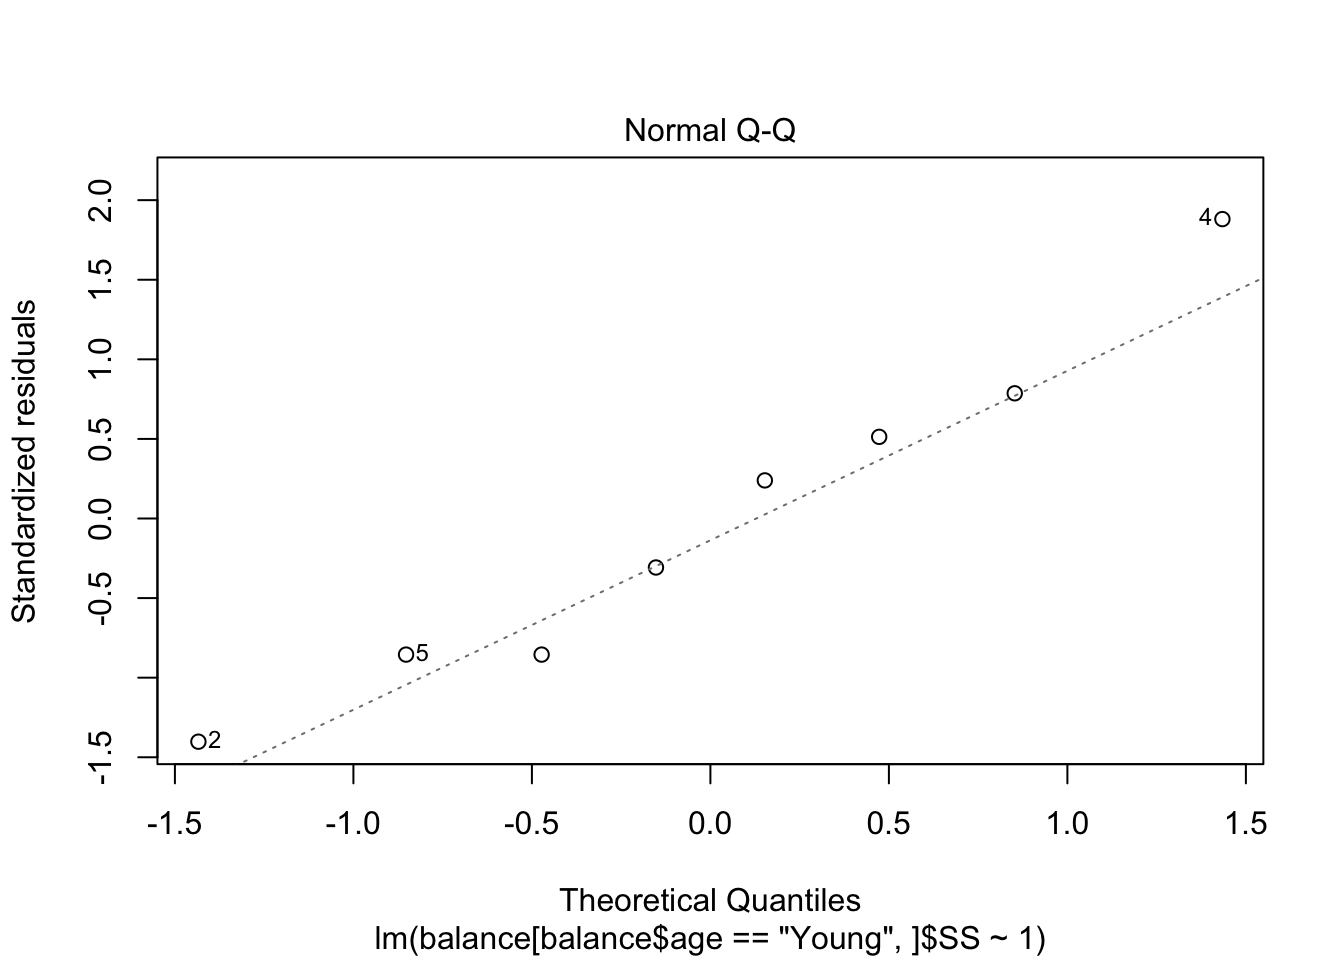 Normal Q-Q
Standardized residuals
2.0
1.5
1.0
0.5
0.0
-0.5
-1.5
4
5
2
-1.5 -1.0 -0.5 0.0 0.5 1.0 1.5
Theoretical Quantiles
lm(balance[balance$age == "Young", ]$SS ~ 1)